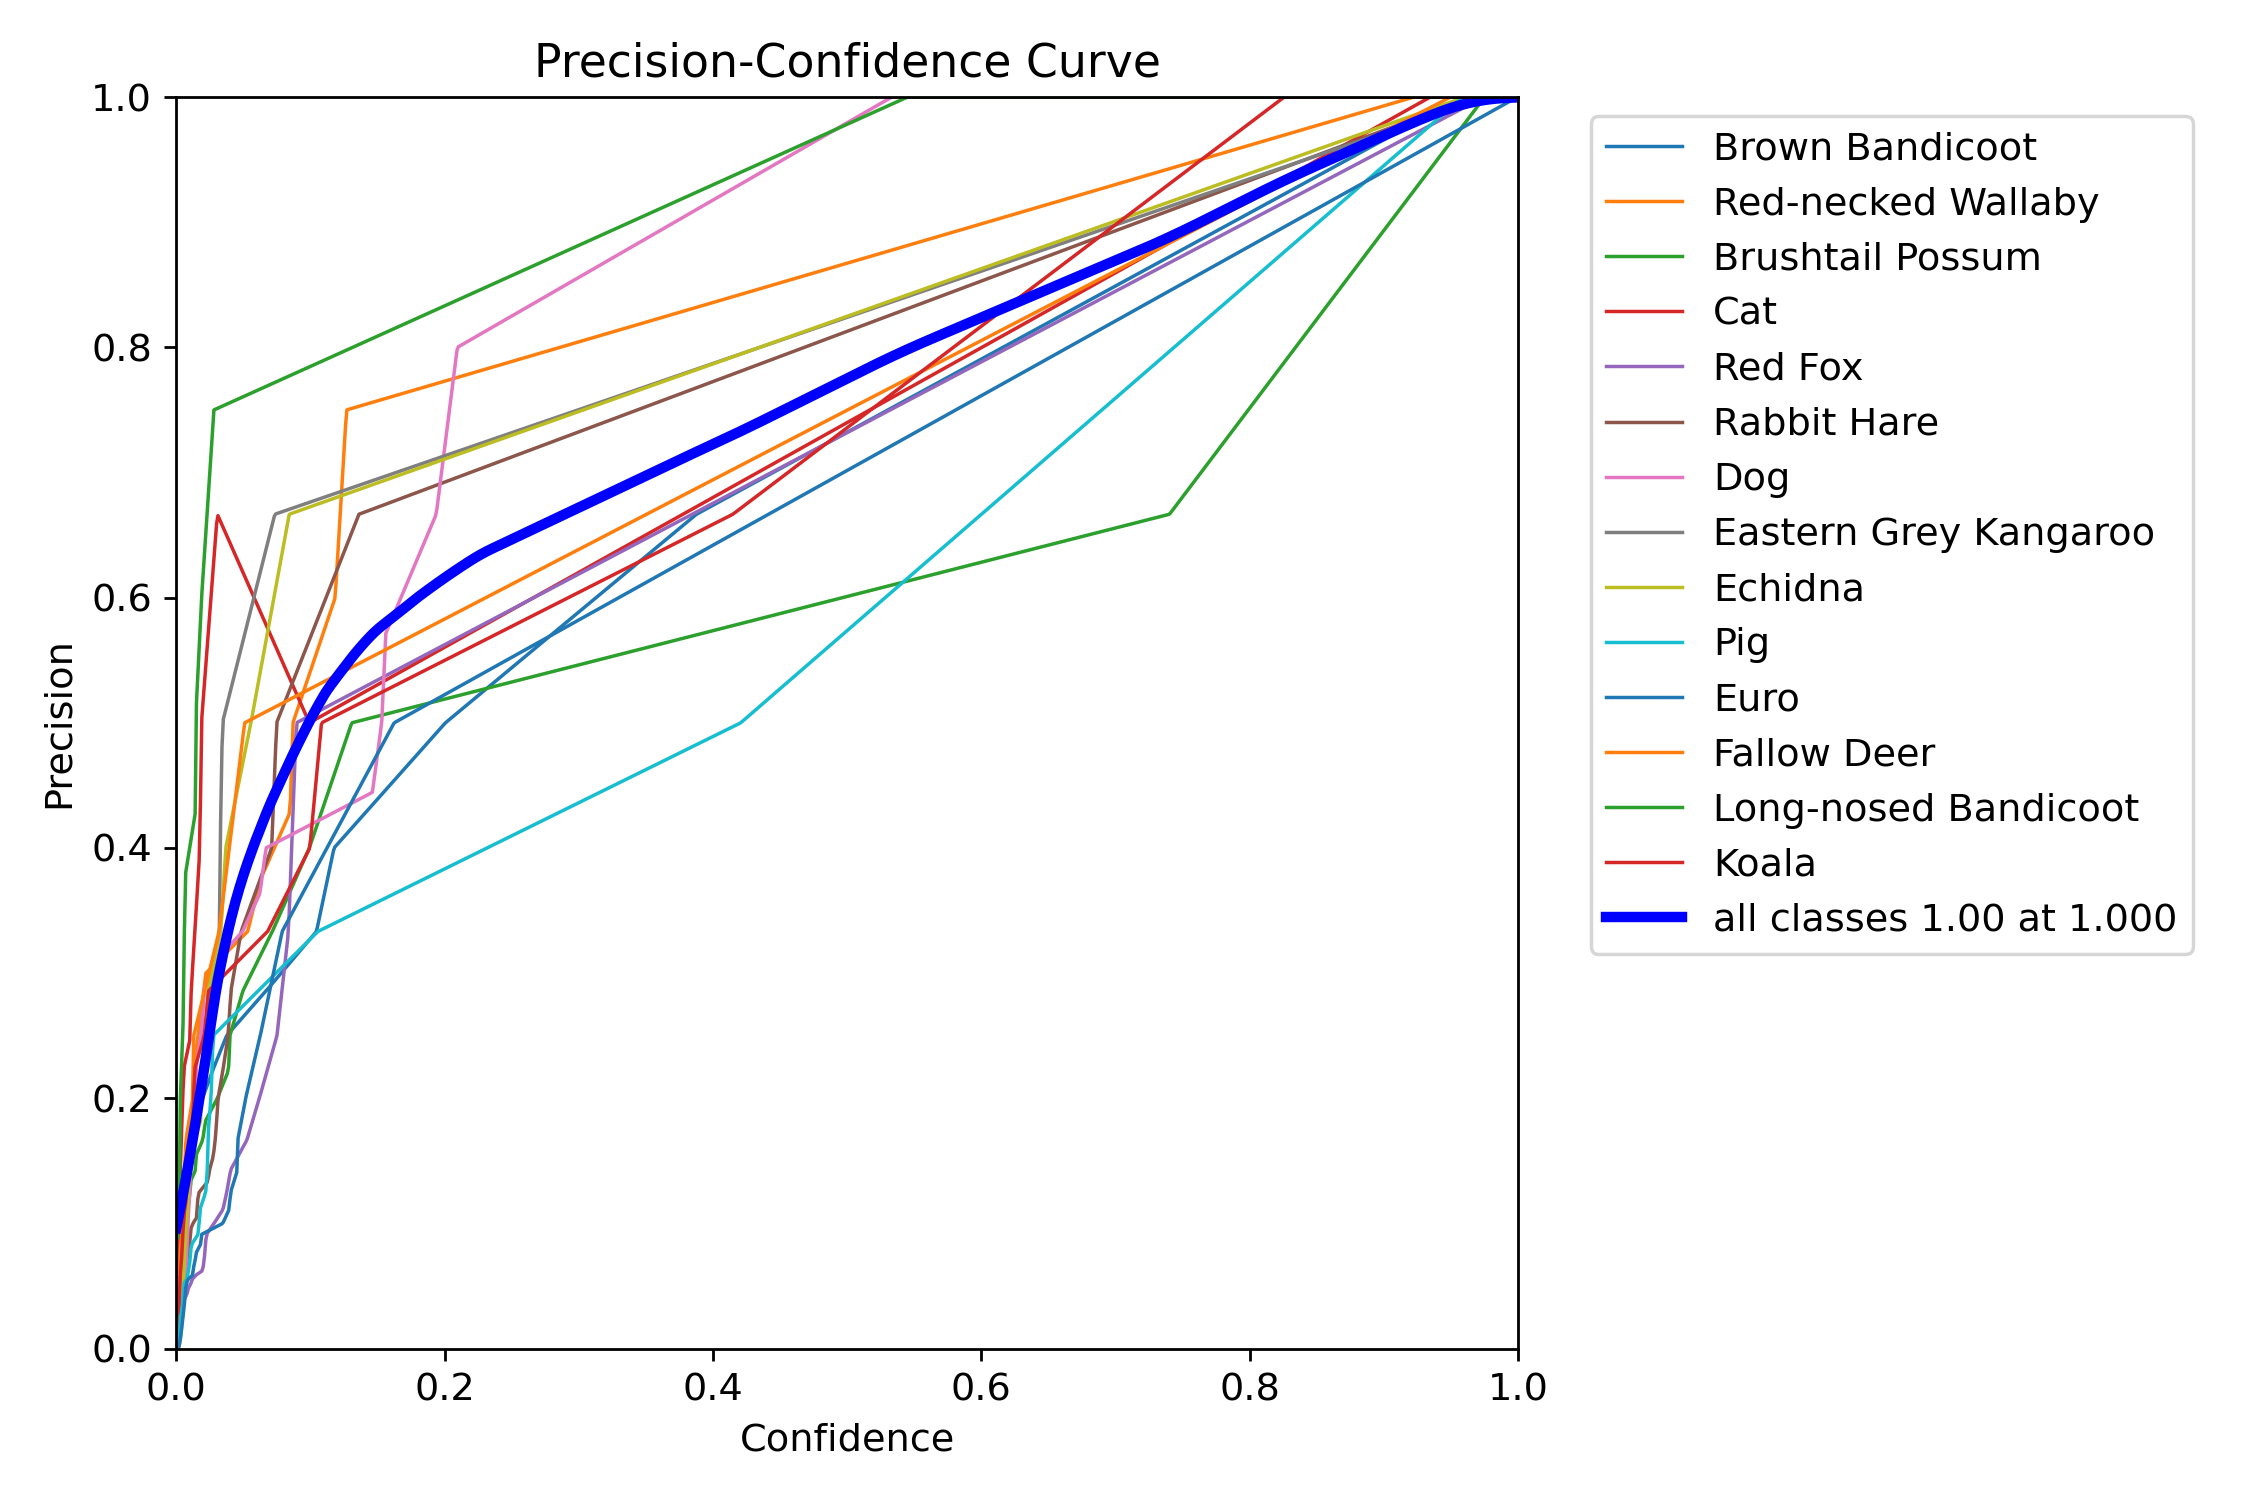 Precision-Confidence Curve
1.0
0.8
0.6
0.4
0.2
0.0
Precision
0.0 0.2 0.4 0.6 0.8 1.0
Confidence
Brown Bandicoot
Red-necked Wallaby
Brushtail Possum
Cat
Red Fox
Rabbit Hare
Dog
Eastern Grey Kangaroo
Echidna
Pig
Euro
Fallow Deer
Long-nosed Bandicoot
Koala
all classes 1.00 at 1.000